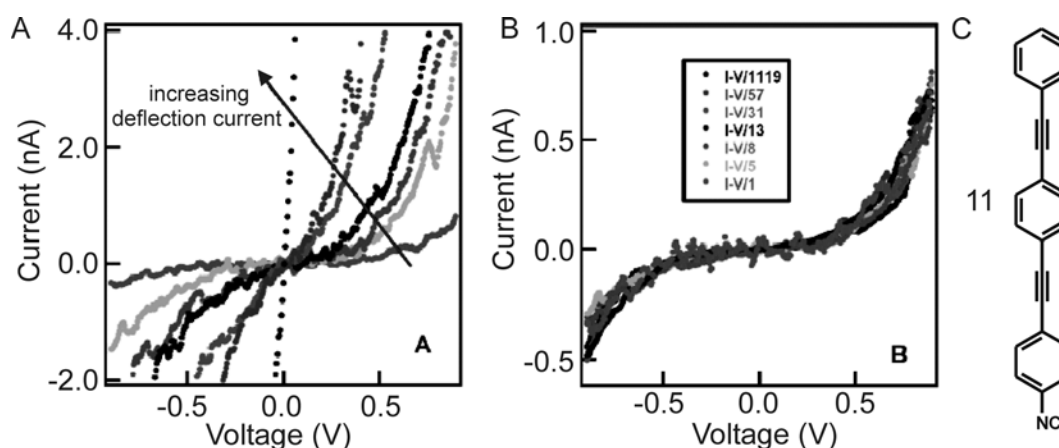 A
Current (nA)
4.0
2.0
0.0
-2.0
increasing
deflection current
A
-0.5 0.0 0.5
Voltage (V)
B
Current (nA)
1.0
0.5
0.0
-0.5
I-V/1119
I-V/57
I-V/31
I-V/13
I-V/8
I-V/5
I-V/1
B
-0.5 0.0 0.5
Voltage (V)
C
11
NC